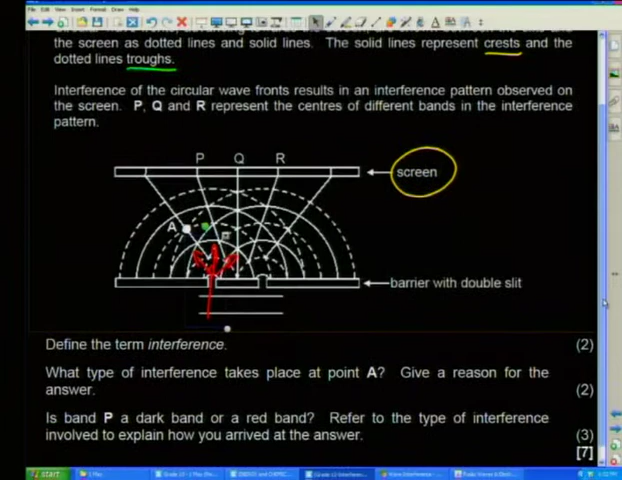 the screen as dotted lines and solid lines. The solid lines represent crests and the
dotted lines troughs.
Interference of the circular wave fronts results in an interference pattern observed on
the screen. P, Q and R represent the centres of different bands in the interference
pattern.
P Q R
screen
A
barrier with double slit
Define the term interference. (2)
What type of interference takes place at point A? Give a reason for the
answer. (2)
Is band P a dark band or a red band? Refer to the type of interference
involved to explain how you arrived at the answer. (3)
[7]
start